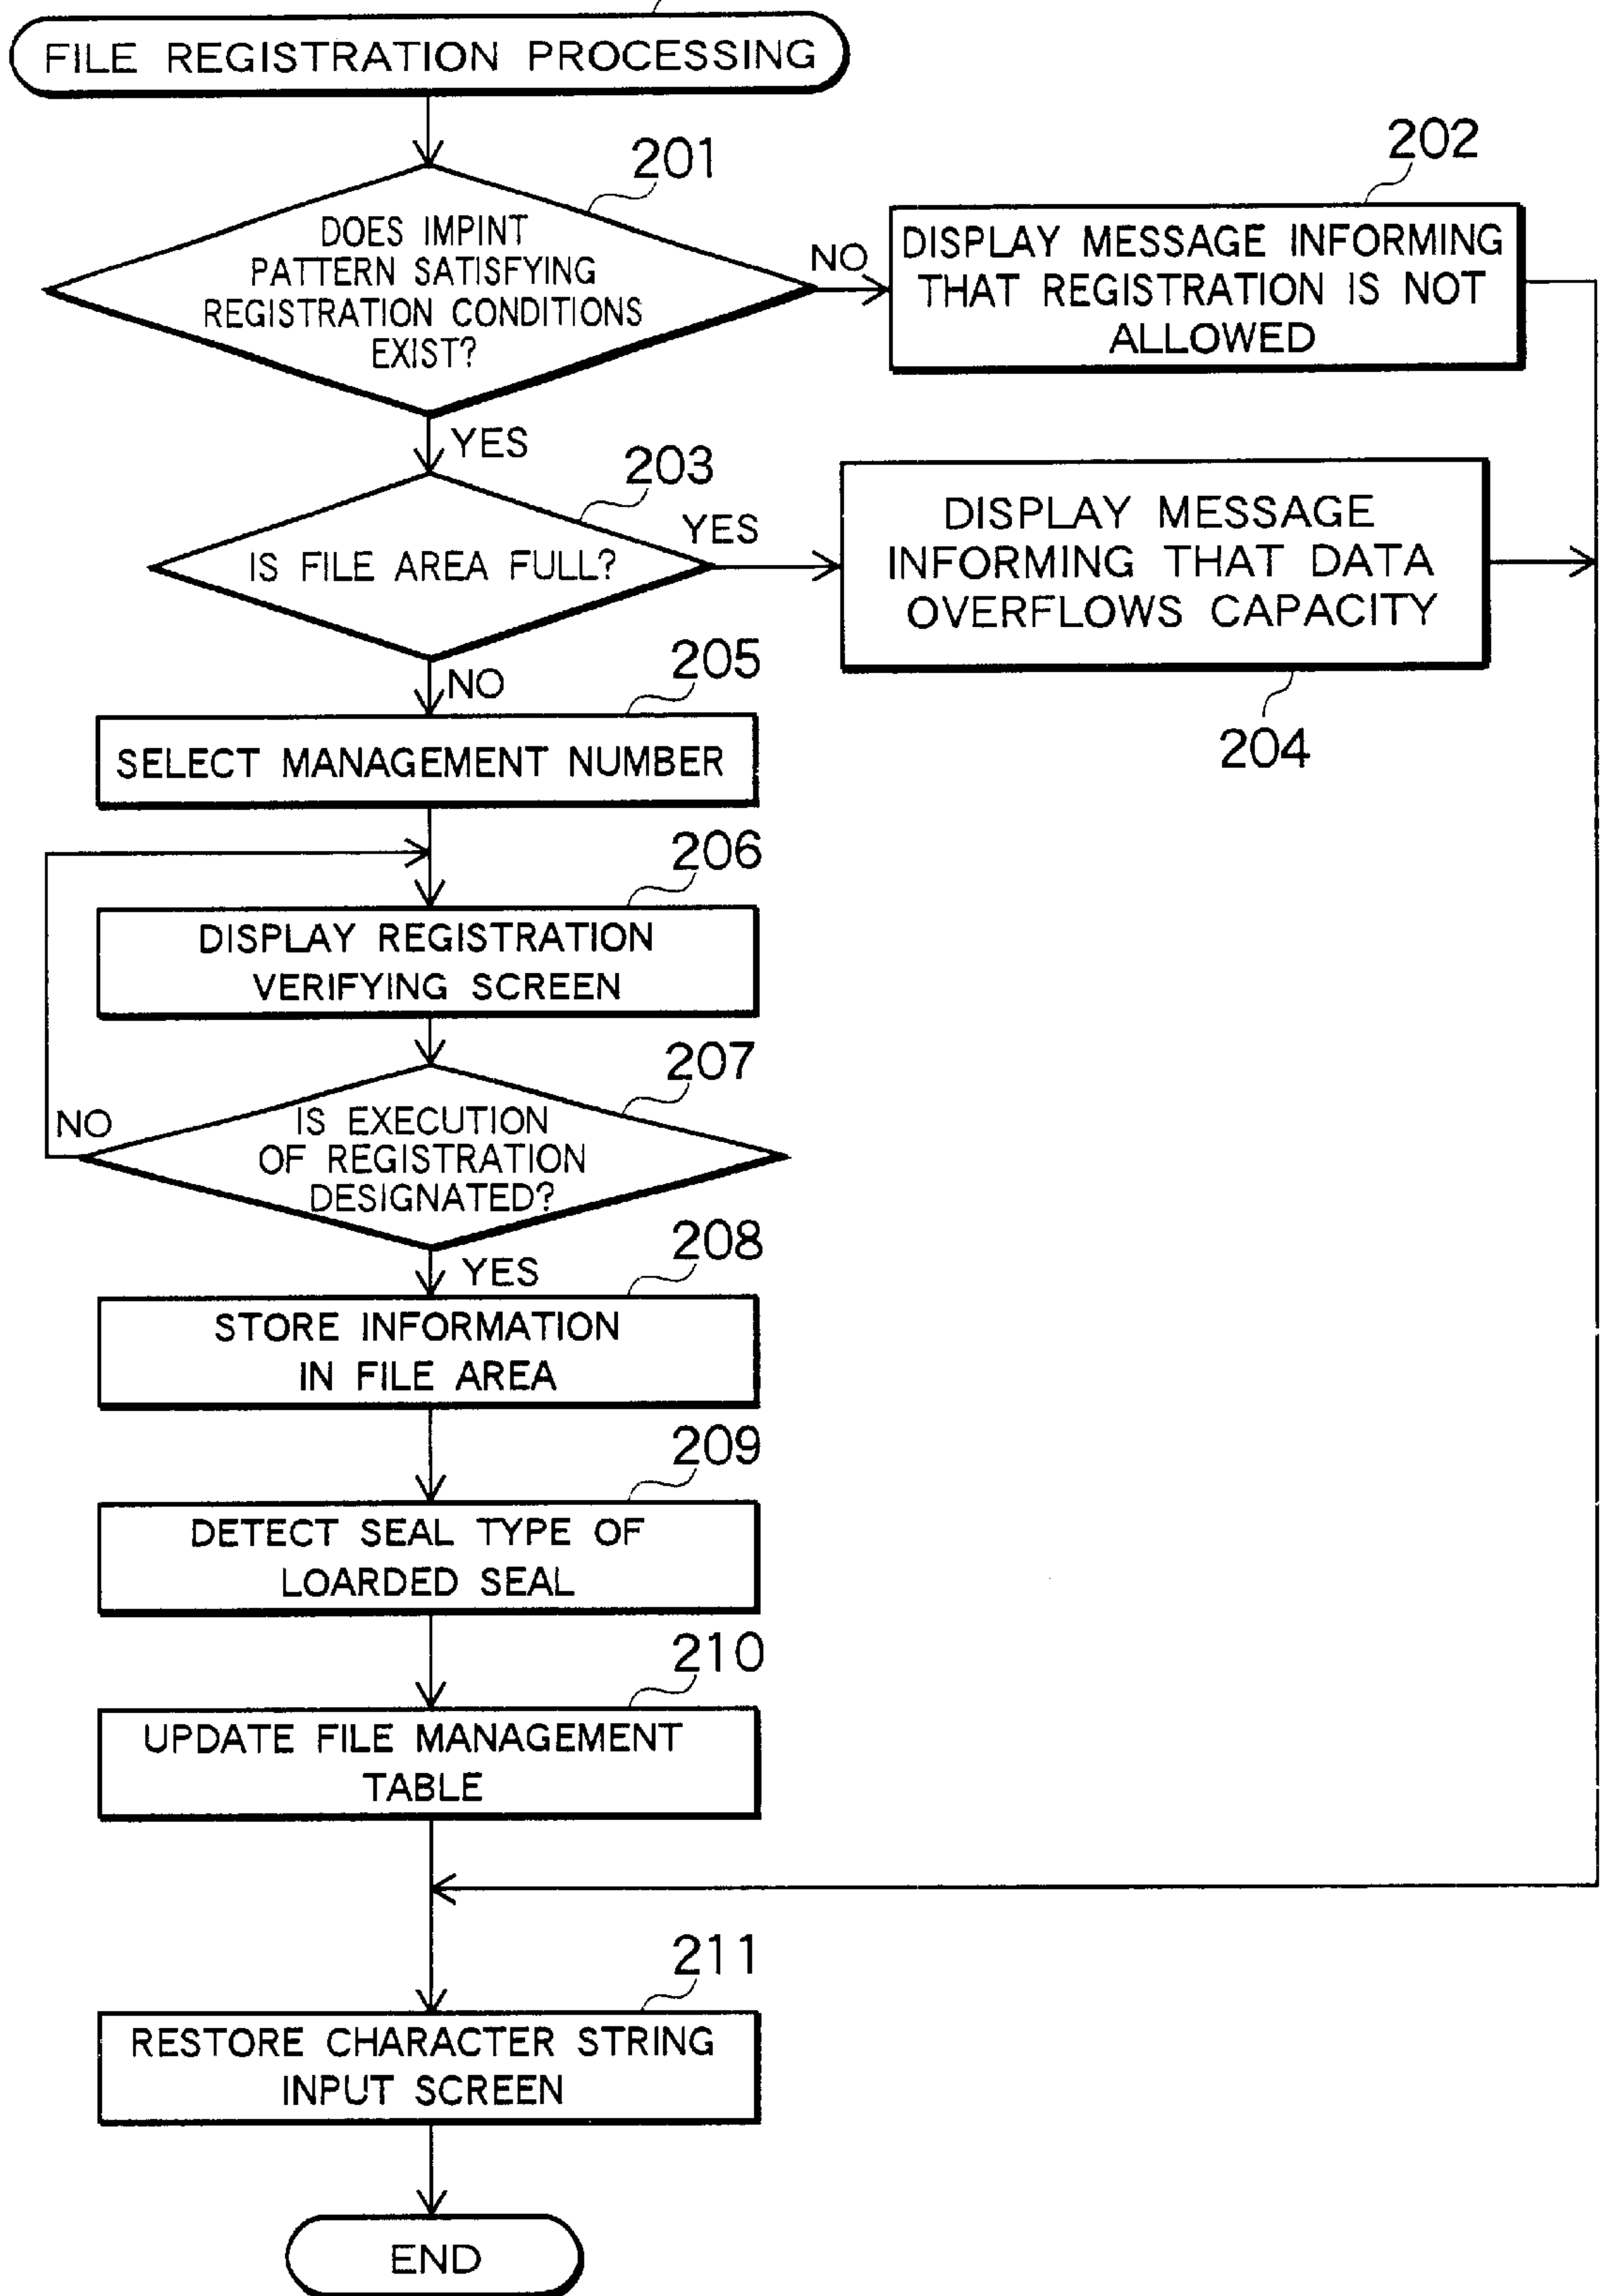 FILE REGISTRATION PROCESSING
201
DOES IMPINT
PATTERN SATISFYING
REGISTRATION CONDITIONS
EXIST?
NO
202
DISPLAY MESSAGE INFORMING
THAT REGISTRATION IS NOT
ALLOWED
YES
203
IS FILE AREA FULL?
YES
DISPLAY MESSAGE
INFORMING THAT DATA
OVERFLOWS CAPACITY
204
NO
205
SELECT MANAGEMENT NUMBER
206
DISPLAY REGISTRATION
VERIFYING SCREEN
207
IS EXECUTION
OF REGISTRATION
DESIGNATED?
NO
YES
208
STORE INFORMATION
IN FILE AREA
209
DETECT SEAL TYPE OF
LOARDED SEAL
210
UPDATE FILE MANAGEMENT
TABLE
211
RESTORE CHARACTER STRING
INPUT SCREEN
END